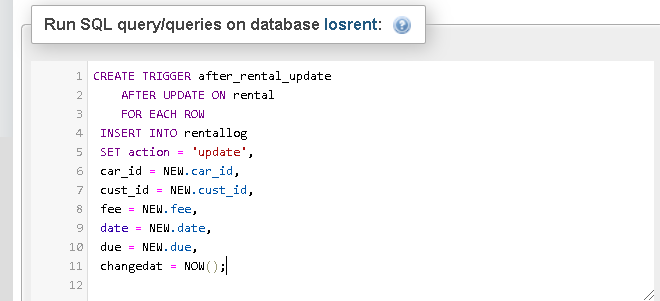 Run SQL query/queries on database losrent:
1 CREATE TRIGGER after_rental_update
2 AFTER UPDATE ON rental
3 FOR EACH ROW
4 INSERT INTO rentallog
5 SET action = 'update',
6 car_id = NEW.car_id,
7 cust_id = NEW.cust_id,
8 fee = NEW.fee,
9 date = NEW.date,
10 due = NEW.due,
11 changedat = NOW();
12